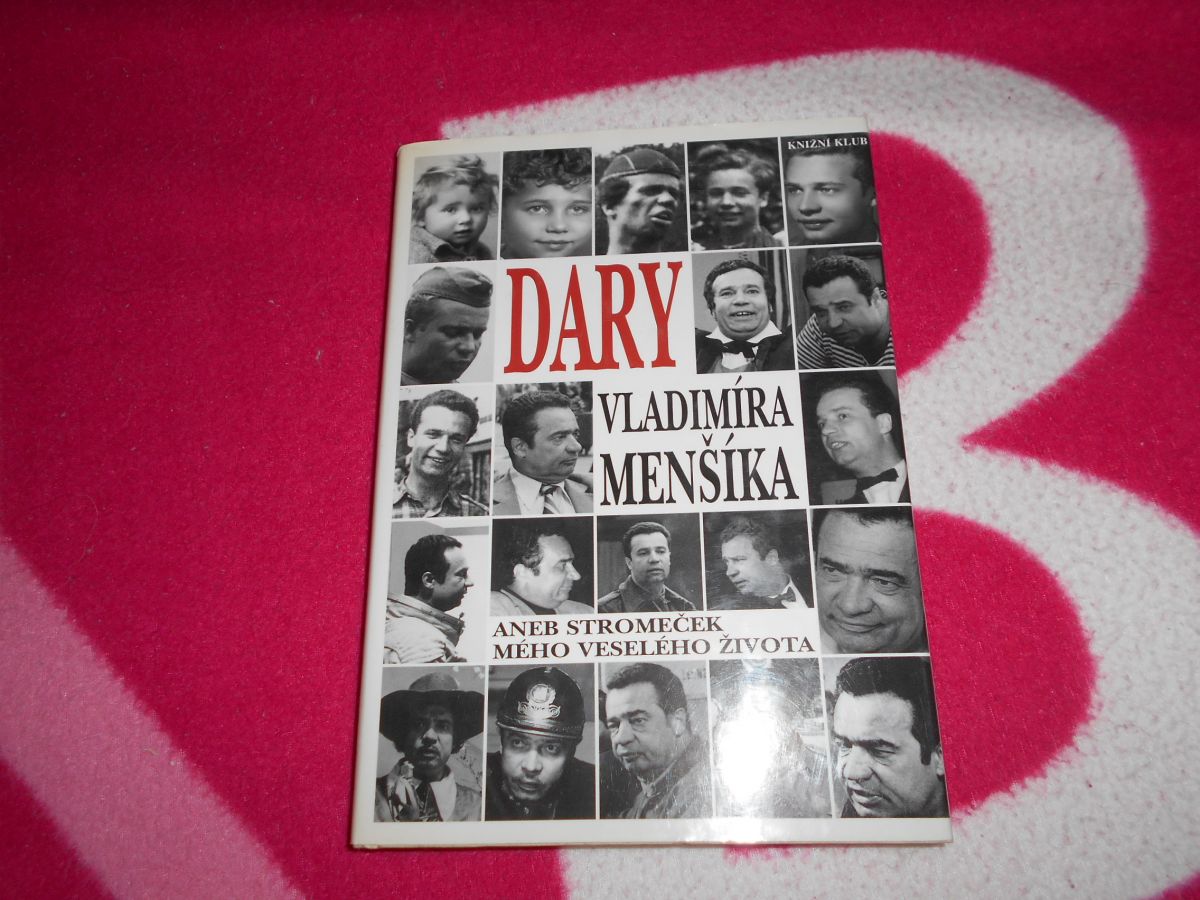 KNIŽNÍ KLUB
DARY
VLADIMÍRA
MENŠÍKA
ANEB STROMEČEK
MÉHO VESELÉHO ŽIVOTA